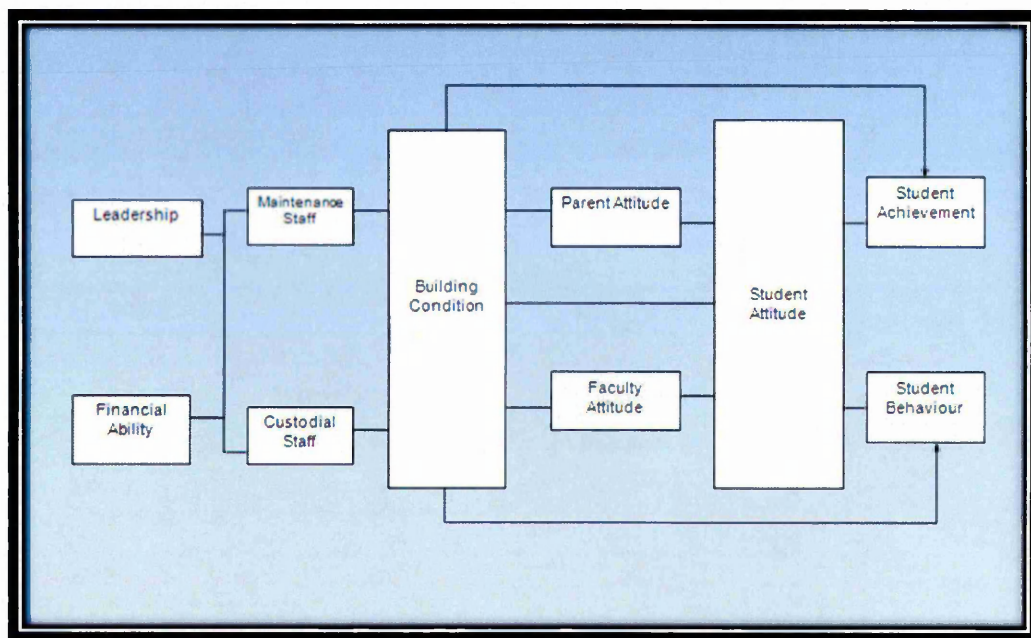 Leadership
Maintenance
Staff
Financial
Ability
Custodial
Staff
Building
Condition
Parent Attitude
Faculty
Attitude
Student
Attitude
Student
Achievement
Student
Behaviour